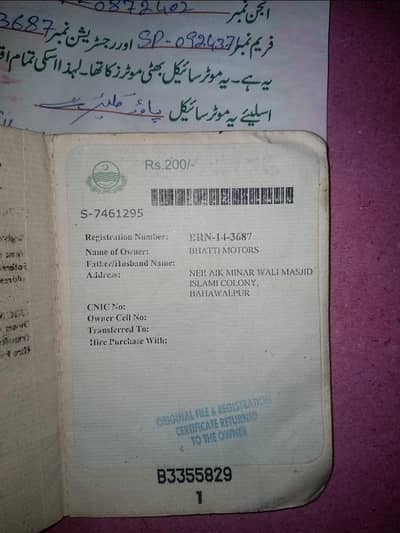 انجن نمبر 0872402
فریم نمبر SP-092437 اور رجسٹریشن نمبر 3687
یہ ہے۔ یہ موٹر سائیکل بھٹی موٹرز کا تھا۔ لہذا اسکی تمام
اسلیئے یہ موٹر سائیکل
Rs.200/-
S-7461295
Registration Number: BRN-14-3687
Name of Owner: BHATTI MOTORS
Father/Husband Name:
Address: NER AIK MINAR WALI MASJID
ISLAMI COLONY,
BAHAWALPUR
CNIC No:
Owner Cell No:
Transferred To:
Hire Purchase With:
ORIGINAL FILE & REGISTRATION
CERTIFICATE RETURNED
TO THE OWNER
B3355829
1